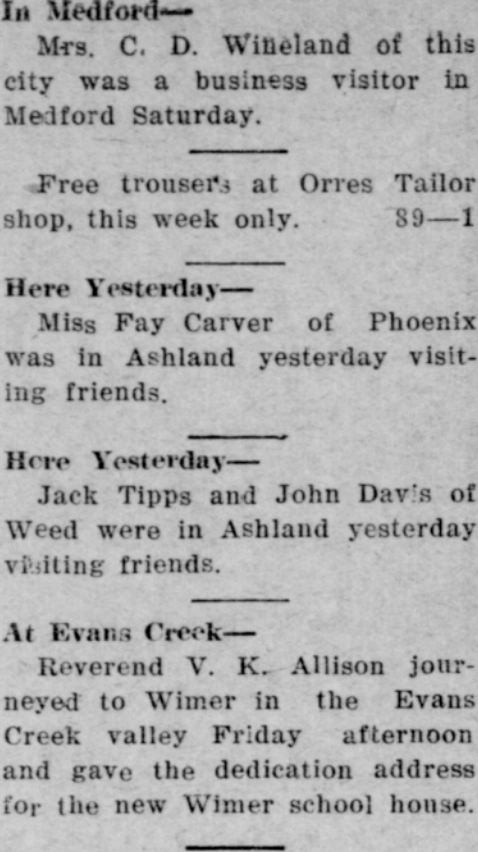 In Medford—
Mrs. C. D. Wineland of this
city was a business visitor in
Medford Saturday.
Free trousers at Orres Tailor
shop, this week only. 89—1
Here Yesterday—
Miss Fay Carver of Phoenix
was in Ashland yesterday visit-
ing friends.
Here Yesterday—
Jack Tipps and John Davis of
Weed were in Ashland yesterday
visiting friends.
At Evans Creek—
Reverend V. K. Allison jour-
neyed to Wimer in the Evans
Creek valley Friday afternoon
and gave the dedication address
for the new Wimer school house.